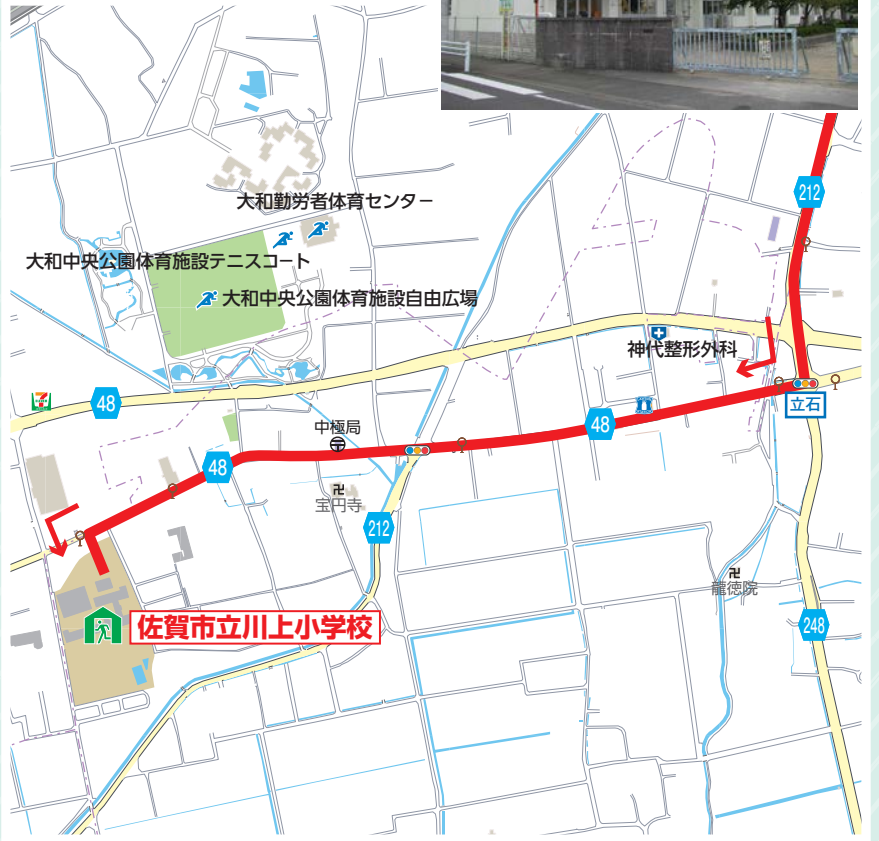 212
大和勤労者体育センター
大和中央公園体育施設テニスコート
大和中央公園体育施設自由広場
神代整形外科
48
立石
中極局
48
48
宝円寺
212
龍徳院
佐賀市立川上小学校
248